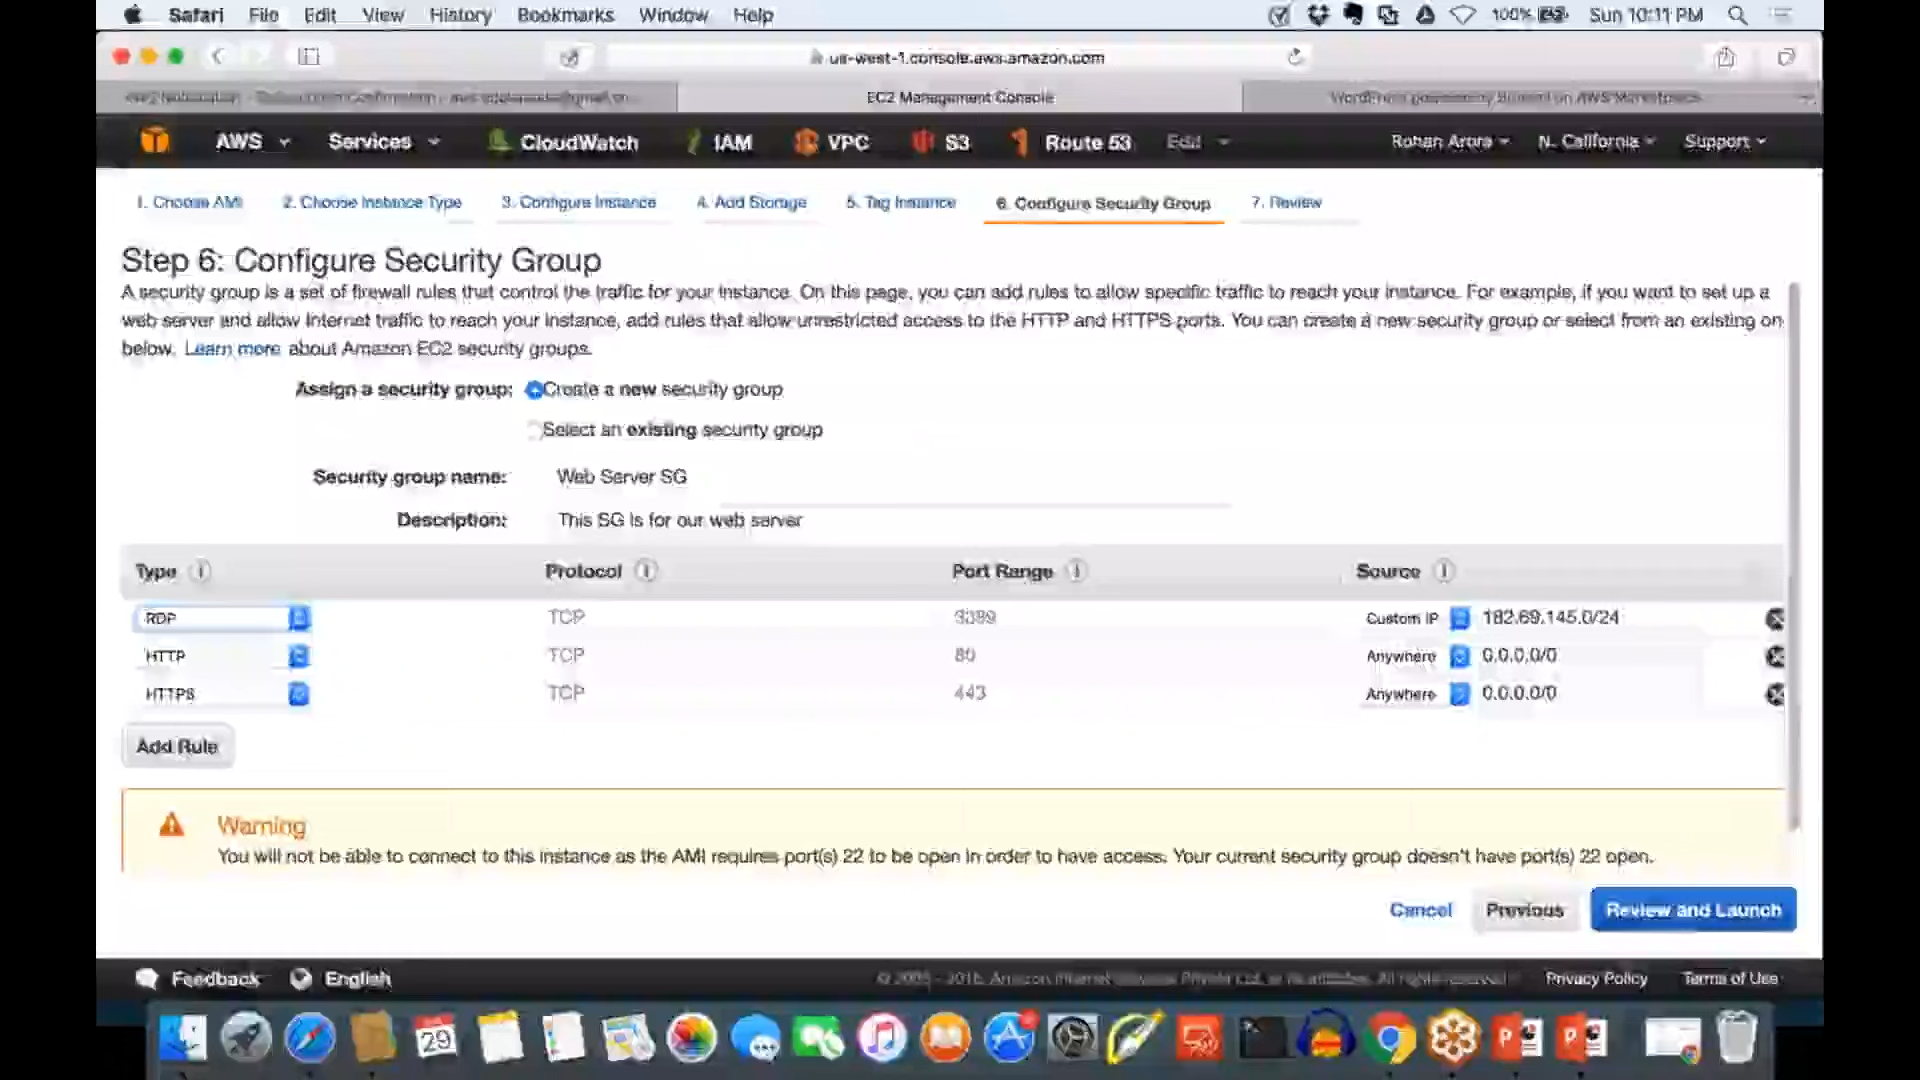 Safari File Edit View History Bookmarks Window Help 100% Sun 10:11 PM
us-west-1.console.aws.amazon.com
EC2 Management Console
WordPress powered by Bitnami on AWS Marketplace
AWS Services CloudWatch IAM VPC S3 Route 53 Edit Rohan Arora N. California Support
1. Choose AMI 2. Choose Instance Type 3. Configure Instance 4. Add Storage 5. Tag Instance 6. Configure Security Group 7. Review
Step 6: Configure Security Group
A security group is a set of firewall rules that control the traffic for your instance. On this page, you can add rules to allow specific traffic to reach your instance. For example, if you want to set up a
web server and allow Internet traffic to reach your instance, add rules that allow unrestricted access to the HTTP and HTTPS ports. You can create a new security group or select from an existing on
below. Learn more about Amazon EC2 security groups.
Assign a security group: Create a new security group
Select an existing security group
Security group name: Web Server SG
Description: This SG is for our web server
Type Protocol Port Range Source
RDP TCP 3389 Custom IP 182.69.145.0/24
HTTP TCP 80 Anywhere 0.0.0.0/0
HTTPS TCP 443 Anywhere 0.0.0.0/0
Add Rule
Warning
You will not be able to connect to this instance as the AMI requires port(s) 22 to be open in order to have access. Your current security group doesn't have port(s) 22 open.
Cancel Previous Review and Launch
Feedback English Privacy Policy Terms of Use
29